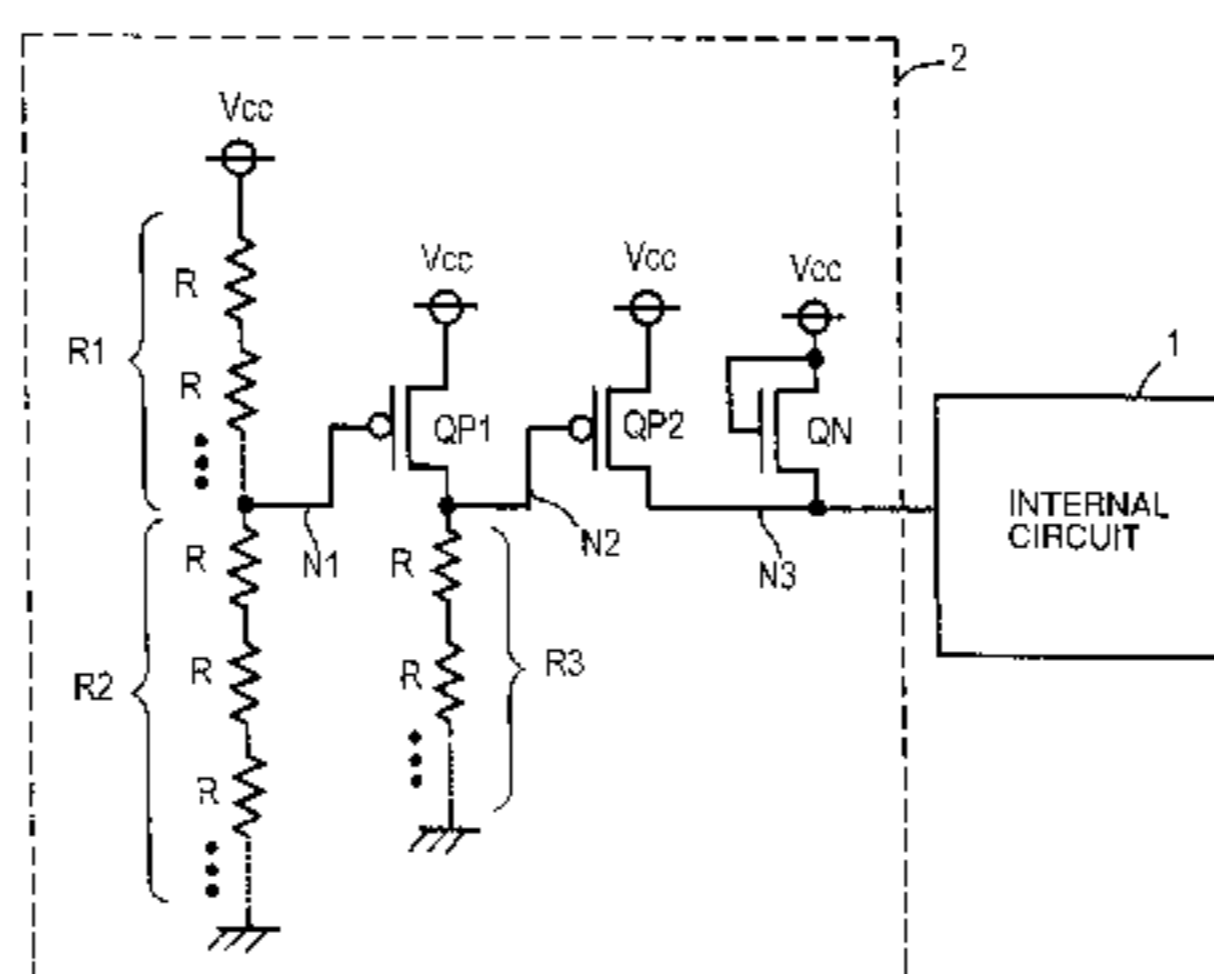 2
Vcc
Vcc
Vcc
Vcc
R
R1
R
QP1
QP2
QN
1
INTERNAL
CIRCUIT
N1
N2
N3
R
R
R2
R
R
R3
R